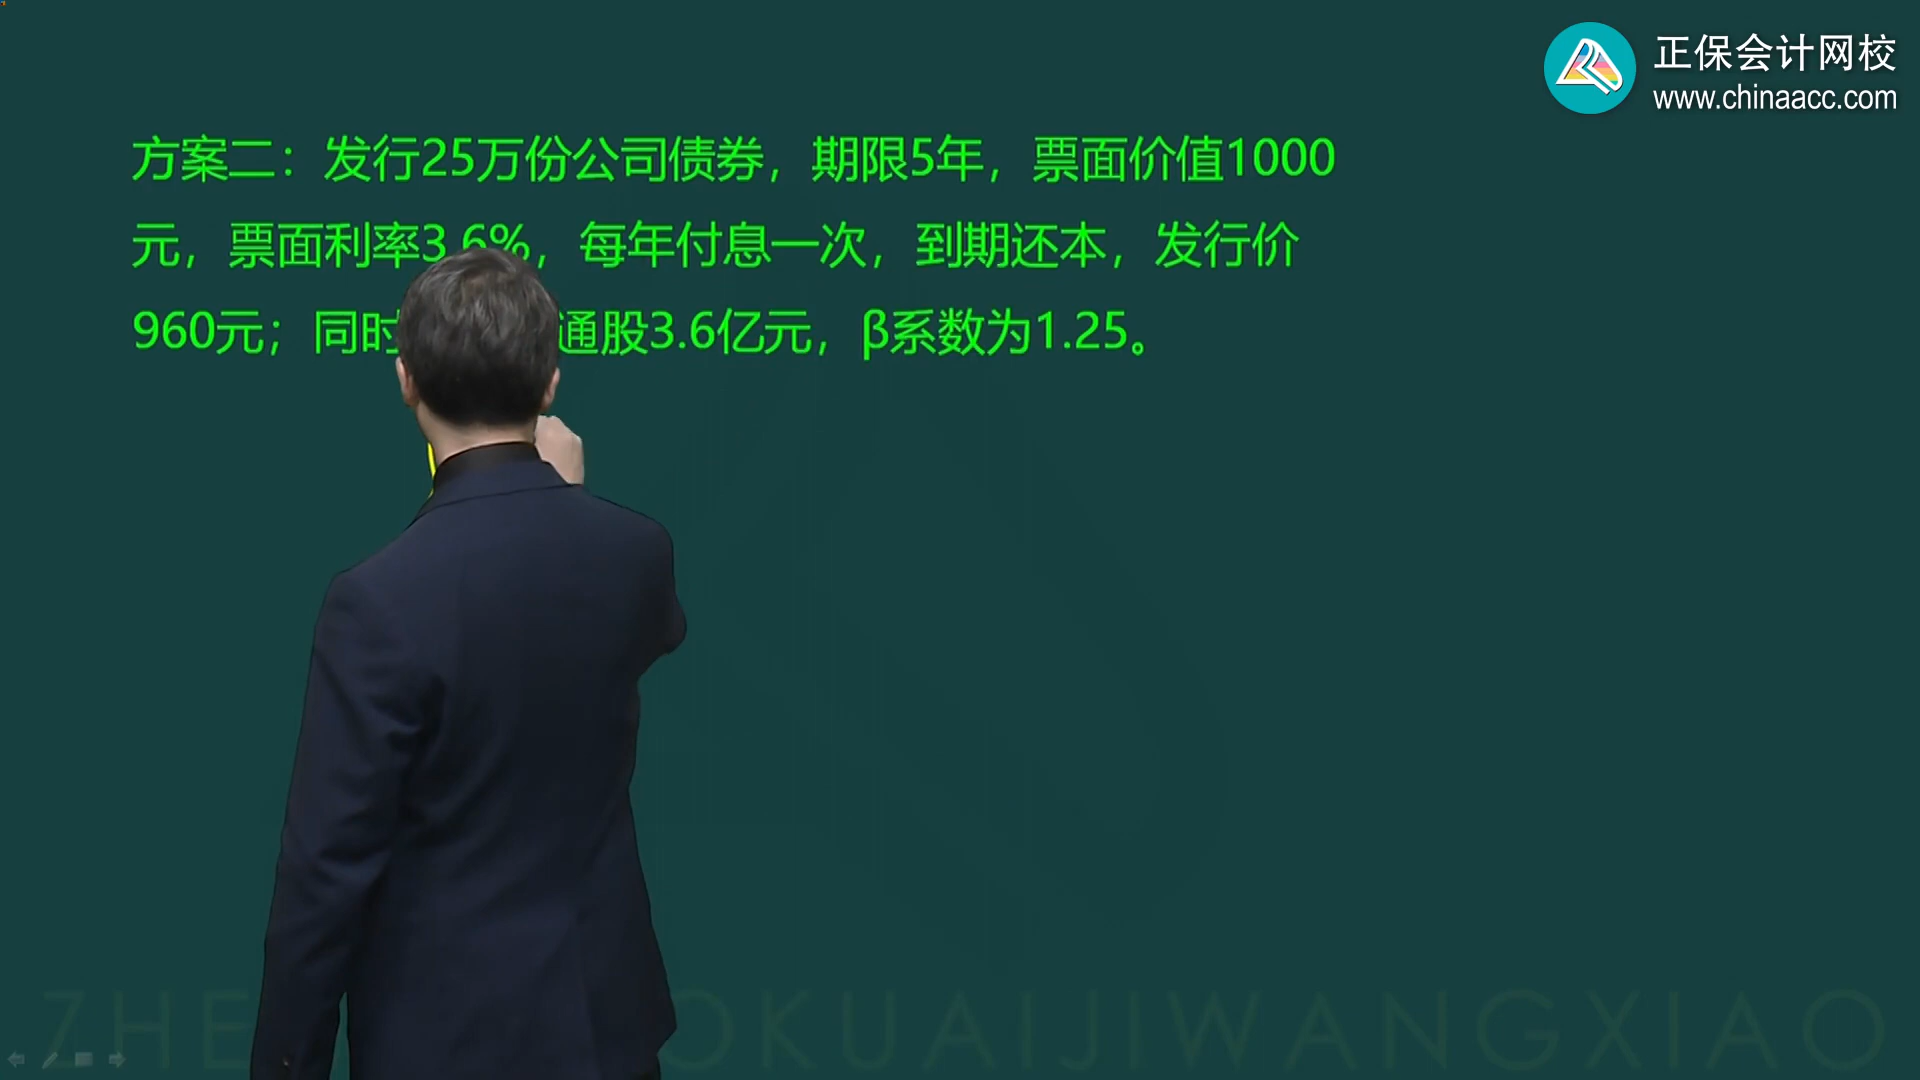 正保会计网校
www.chinaacc.com
方案二：发行25万份公司债券，期限5年，票面价值1000
元，票面利率3.6%，每年付息一次，到期还本，发行价
960元；同时 通股3.6亿元，β系数为1.25。
ZHE OKUAIJIWANGXIAO